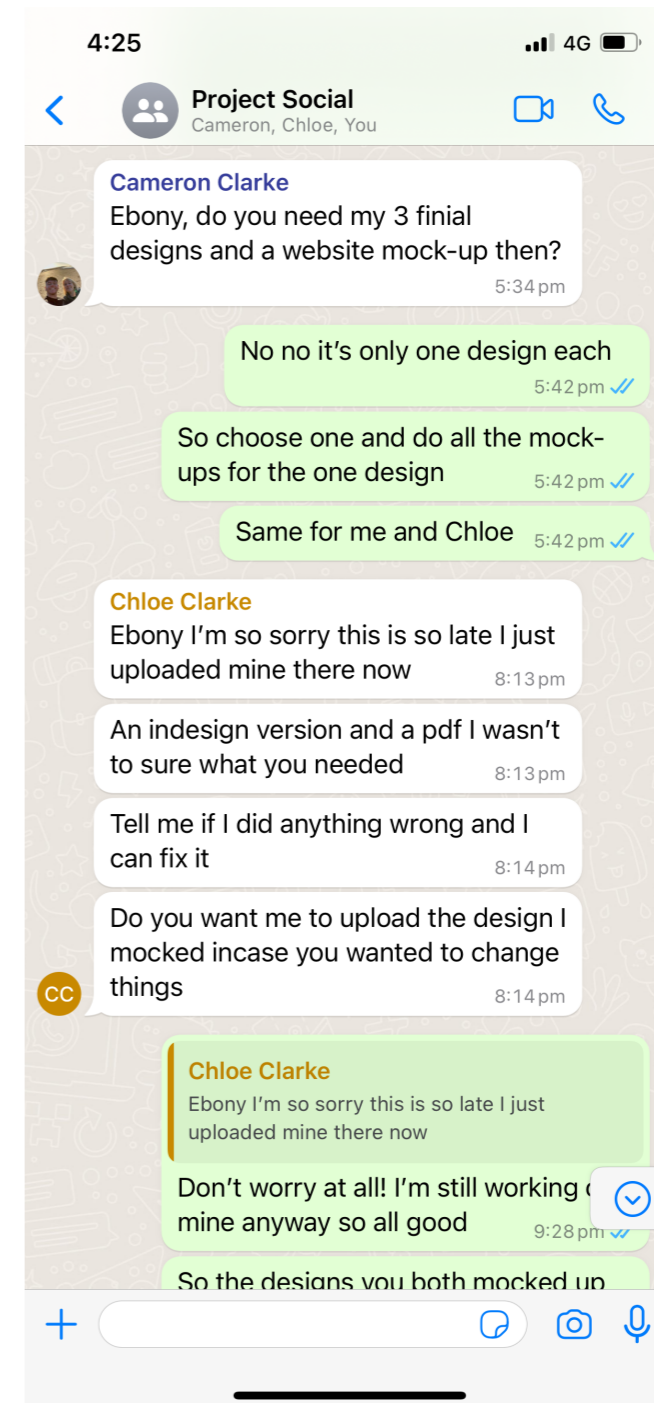 4:25
4G
Project Social
Cameron, Chloe, You
Cameron Clarke
Ebony, do you need my 3 finial
designs and a website mock-up then?
5:34 pm
No no it's only one design each
5:42 pm
So choose one and do all the mock-
ups for the one design
5:42 pm
Same for me and Chloe
5:42 pm
Chloe Clarke
Ebony I'm so sorry this is so late I just
uploaded mine there now
8:13 pm
An indesign version and a pdf I wasn't
to sure what you needed
8:13 pm
Tell me if I did anything wrong and I
can fix it
8:14 pm
Do you want me to upload the design I
mocked incase you wanted to change
things
8:14 pm
CC
Chloe Clarke
Ebony I'm so sorry this is so late I just
uploaded mine there now
Don't worry at all! I'm still working
mine anyway so all good
9:28 pm
So the designs you both mocked up